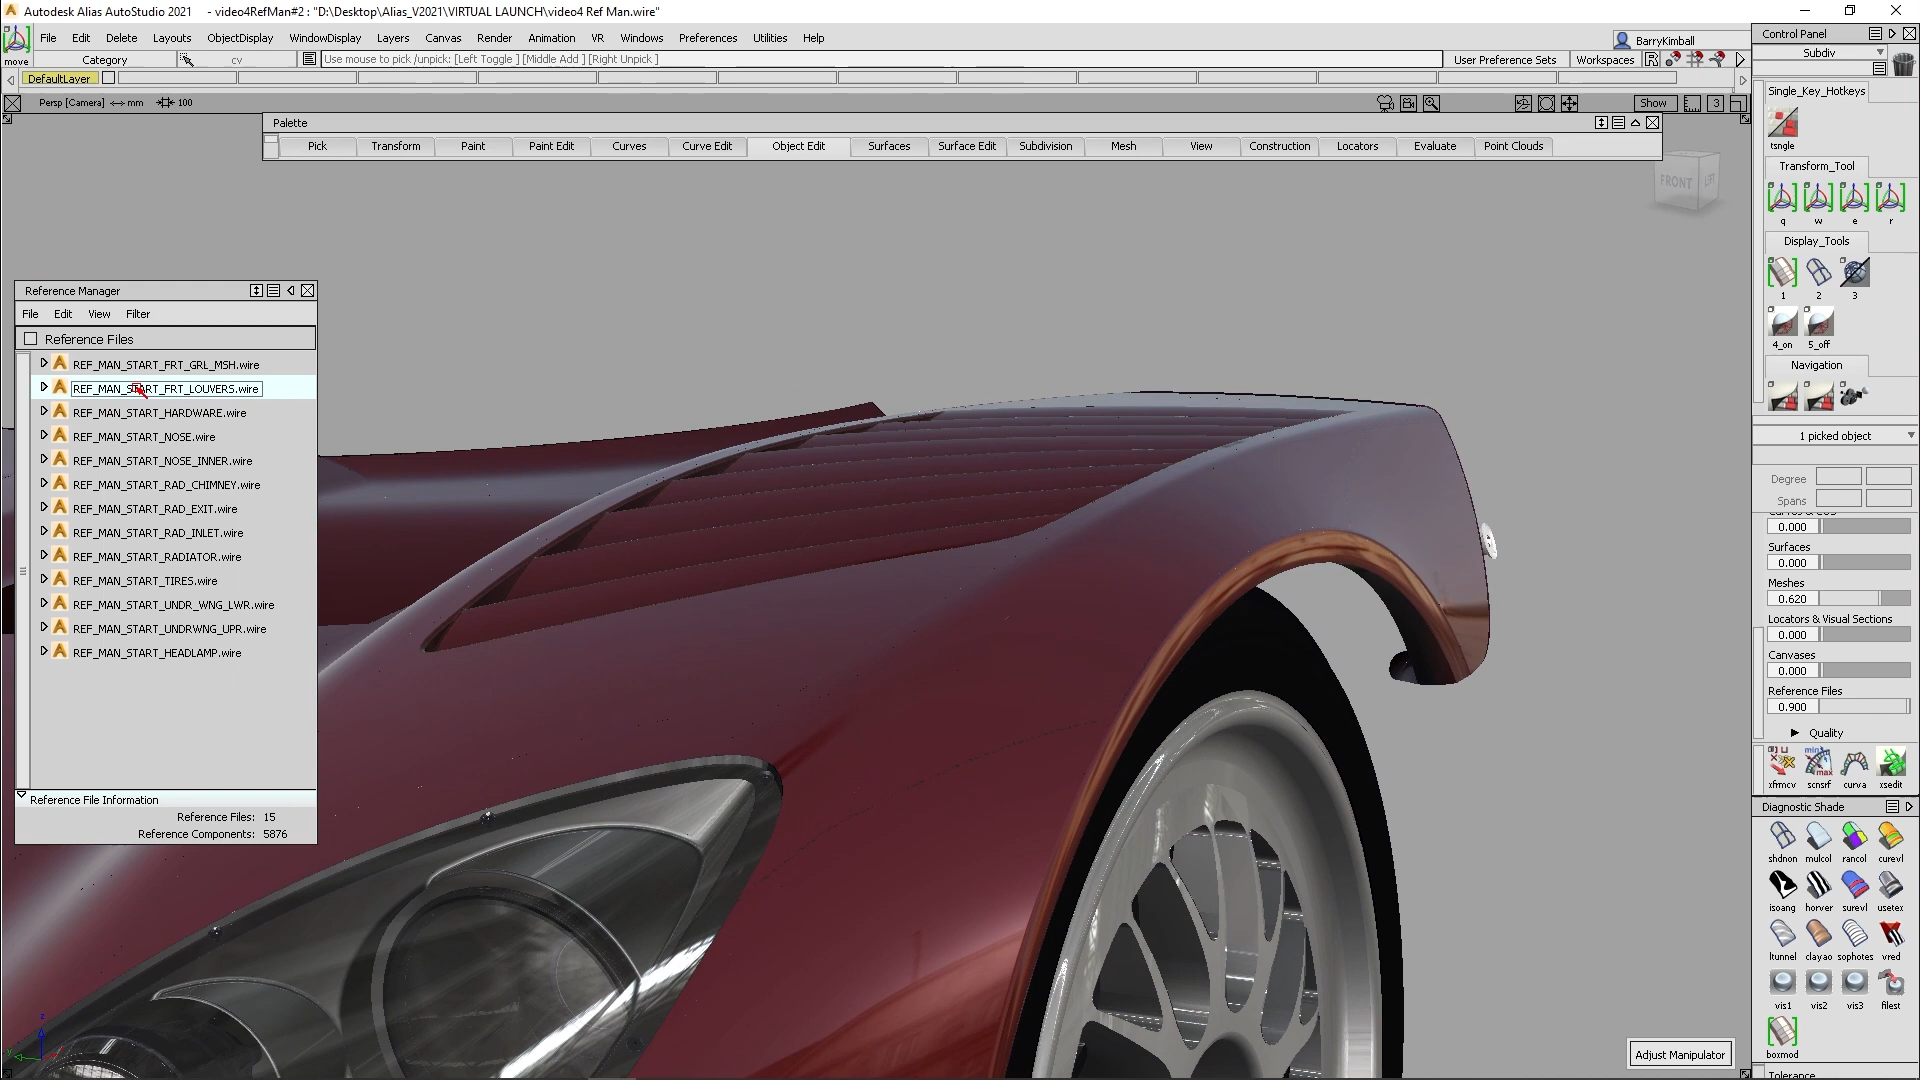 Autodesk Alias AutoStudio 2021 - video4RefMan#2 : "D:\Desktop\Alias_V2021\VIRTUAL LAUNCH\video4 Ref Man.wire"
File Edit Delete Layouts ObjectDisplay WindowDisplay Layers Canvas Render Animation VR Windows Preferences Utilities Help
BarryKimball
move Category cv Use mouse to pick /unpick: [Left Toggle ] [Middle Add ] [Right Unpick ] User Preference Sets Workspaces
DefaultLayer
Persp [Camera] mm 100 Show 3
Palette
Pick Transform Paint Paint Edit Curves Curve Edit Object Edit Surfaces Surface Edit Subdivision Mesh View Construction Locators Evaluate Point Clouds
FRONT LEFT
Reference Manager
File Edit View Filter
Reference Files
REF_MAN_START_FRT_GRL_MSH.wire
REF_MAN_START_FRT_LOUVERS.wire
REF_MAN_START_HARDWARE.wire
REF_MAN_START_NOSE.wire
REF_MAN_START_NOSE_INNER.wire
REF_MAN_START_RAD_CHIMNEY.wire
REF_MAN_START_RAD_EXIT.wire
REF_MAN_START_RAD_INLET.wire
REF_MAN_START_RADIATOR.wire
REF_MAN_START_TIRES.wire
REF_MAN_START_UNDR_WNG_LWR.wire
REF_MAN_START_UNDRWNG_UPR.wire
REF_MAN_START_HEADLAMP.wire
Reference File Information
Reference Files: 15
Reference Components: 5876
Control Panel
Subdiv
Single_Key_Hotkeys
tsngle
Transform_Tool
q w e r
Display_Tools
1 2 3
4_on 5_off
Navigation
1 picked object
Degree
Spans
0.000
Surfaces
0.000
Meshes
0.620
Locators & Visual Sections
0.000
Canvases
0.000
Reference Files
0.900
Quality
xfrmcv scnsrf curva xsedit
Diagnostic Shade
shdnon mulcol rancol curevl
isoang horver surevl usetex
ltunnel clayao sophotes vred
vis1 vis2 vis3 filest
boxmod
Tolerance
Adjust Manipulator